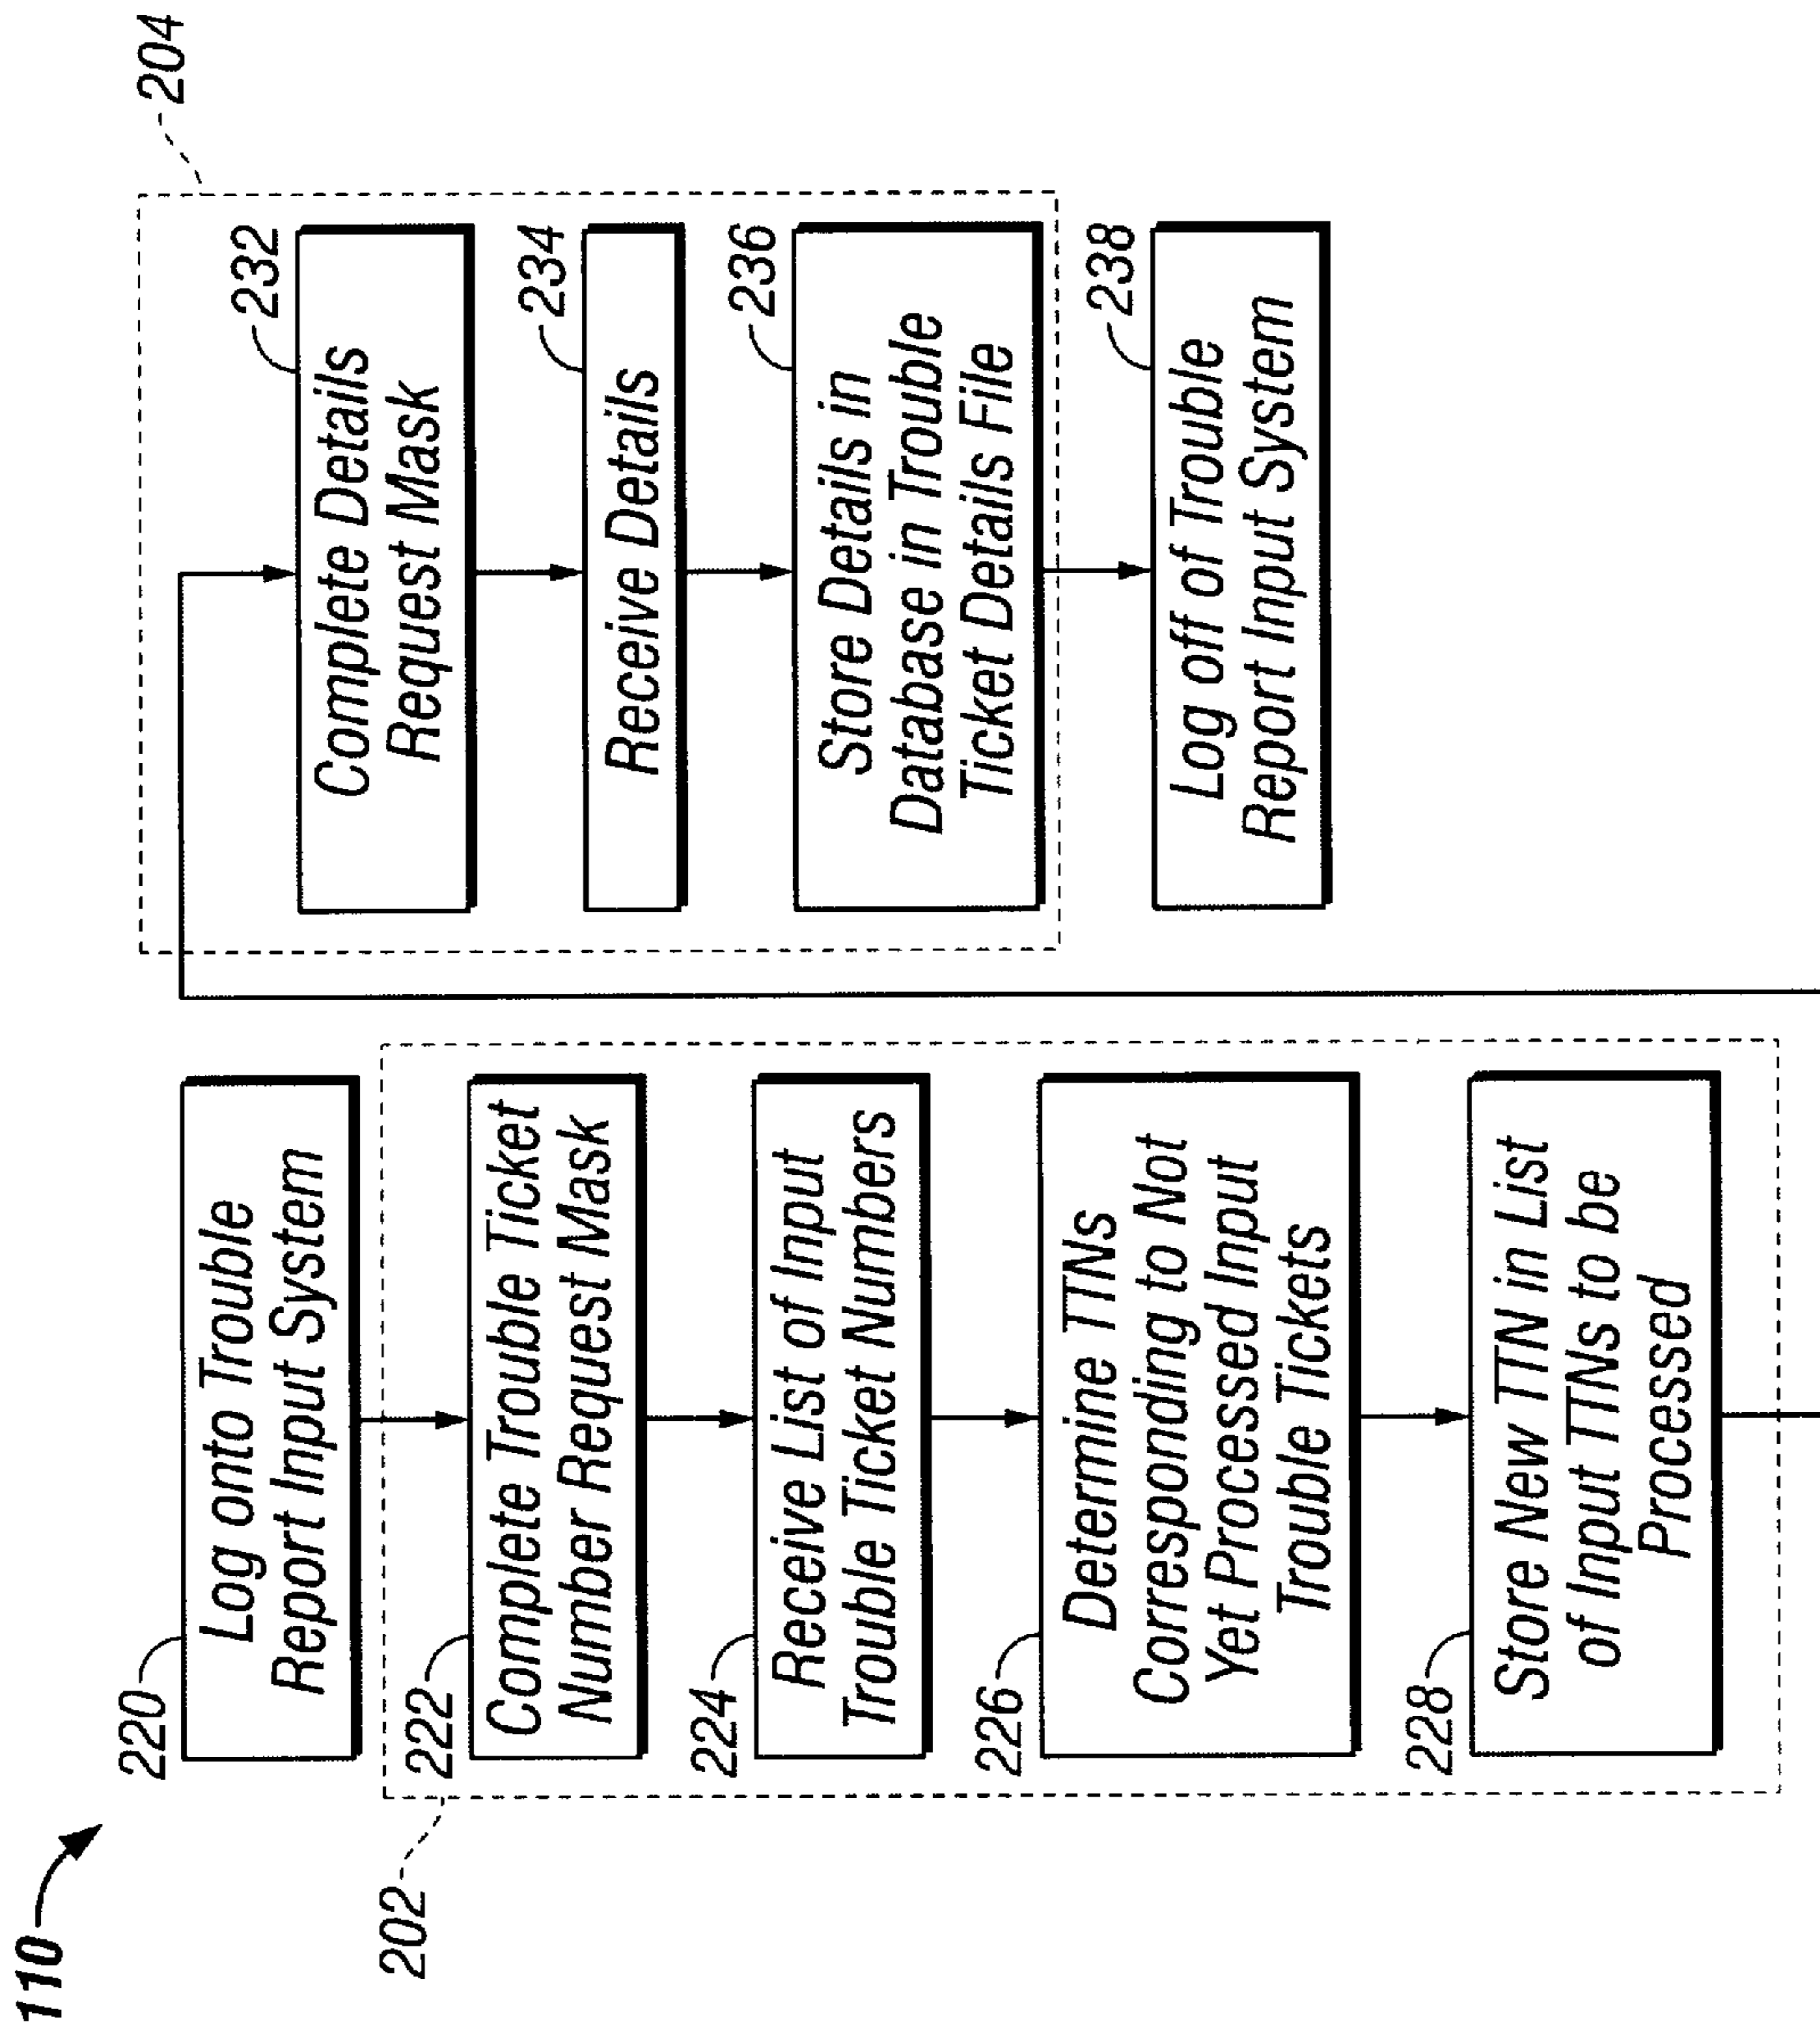 110
220
Log onto Trouble
Report Input System
202
222
Complete Trouble Ticket
Number Request Mask
224
Receive List of Input
Trouble Ticket Numbers
226
Determine TTNs
Corresponding to Not
Yet Processed Input
Trouble Tickets
228
Store New TTN in List
of Input TTNs to be
Processed
204
232
Complete Details
Request Mask
234
Receive Details
236
Store Details in
Database in Trouble
Ticket Details File
238
Log off of Trouble
Report Input System